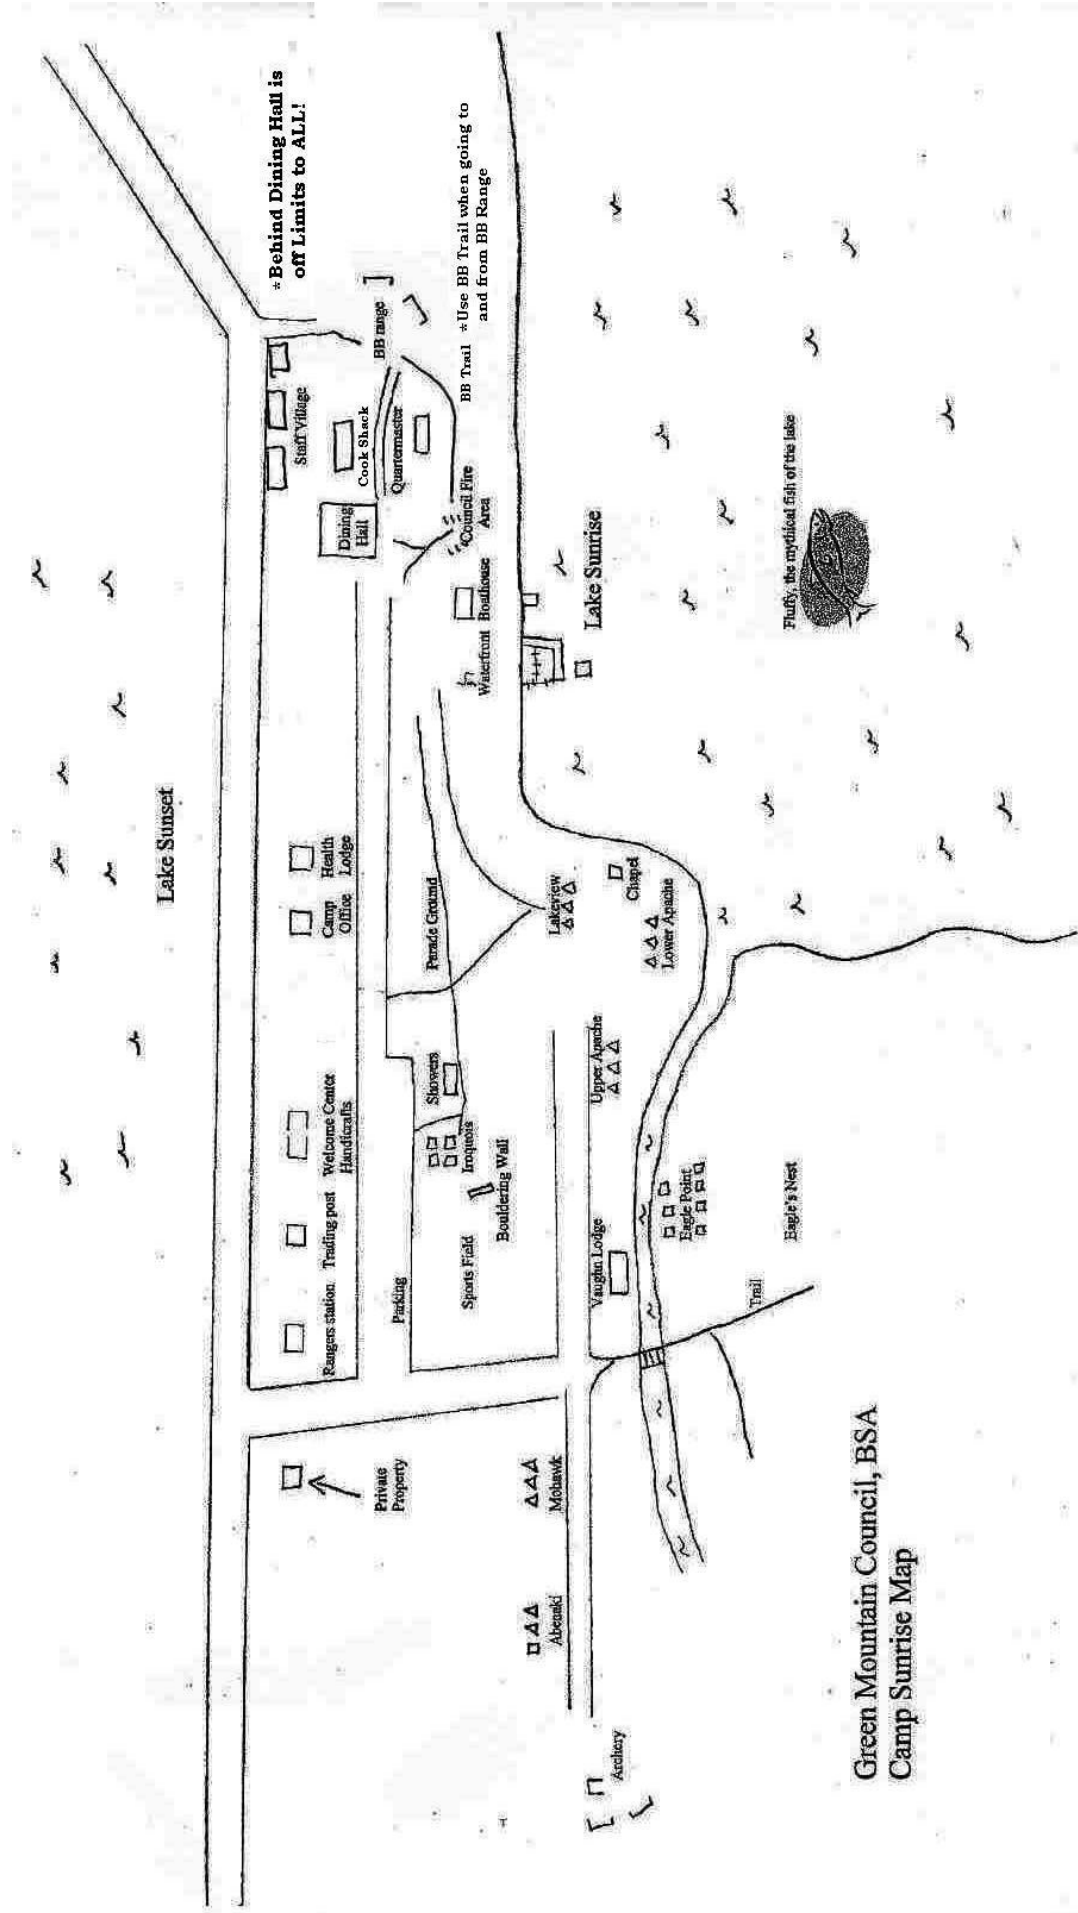 Lake Sunset
*Behind Dining Hall is
off Limits to ALL!
Rangers station
Trading post
Welcome Center
Handicrafts
Camp
Office
Health
Lodge
Staff Village
Dining
Hall
Cook Shack
Quartermaster
BB range
BB Trail
*Use BB Trail when going to
and from BB Range
Private
Property
Parking
Sports Field
Bouldering Wall
Iroquois
Showers
Parade Ground
Waterfront
Boathouse
Council Fire
Area
Abenaki
Mohawk
Vaughn Lodge
Upper Apache
Lakeview
Chapel
Lower Apache
Lake Sunrise
Archery
Eagle Point
Trail
Eagle's Nest
Fluffy, the mythical fish of the lake
Green Mountain Council, BSA
Camp Sunrise Map